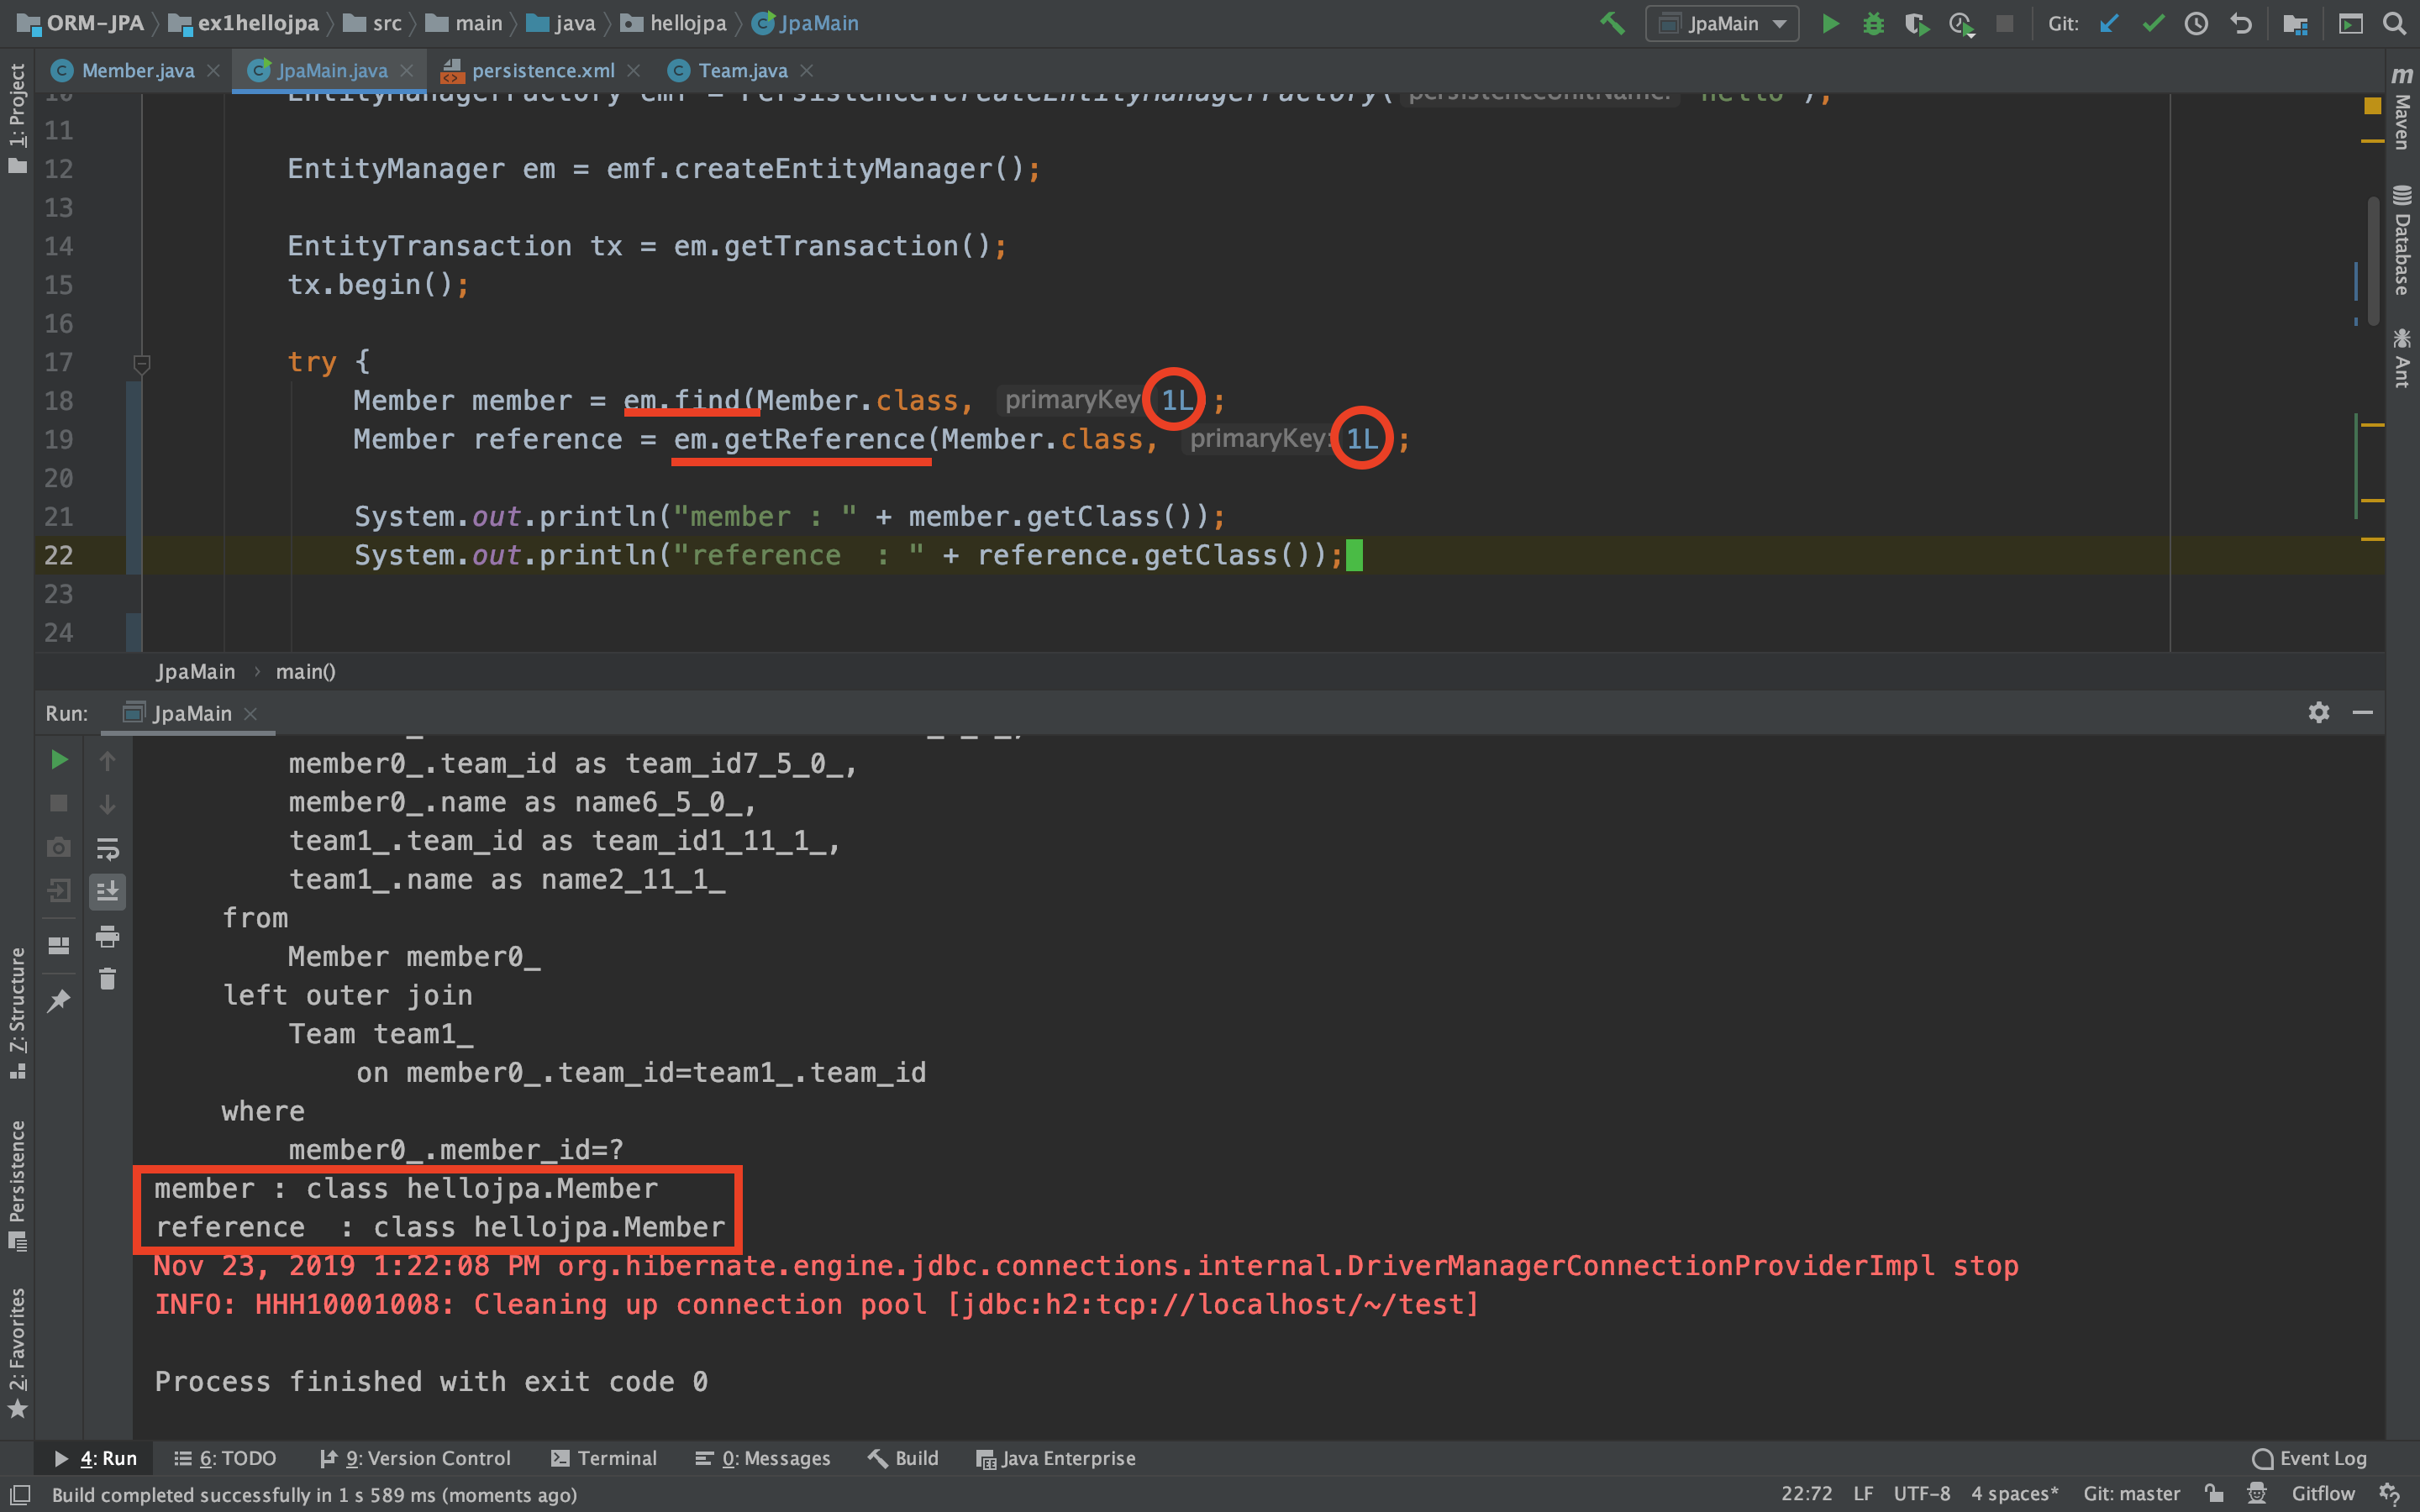 ORM-JPA ex1hellojpa src main java hellojpa JpaMain JpaMain Git:
Member.java JpaMain.java persistence.xml Team.java
10 EntityManagerFactory emf = Persistence.createEntityManagerFactory( persistenceUnitName: "hello");
11
12 EntityManager em = emf.createEntityManager();
13
14 EntityTransaction tx = em.getTransaction();
15 tx.begin();
16
17 try {
18 Member member = em.find(Member.class, primaryKey 1L ;
19 Member reference = em.getReference(Member.class, primaryKey: 1L ;
20
21 System.out.println("member : " + member.getClass());
22 System.out.println("reference  : " + reference.getClass());
23
24
JpaMain › main()
Run: JpaMain
member0_.team_id as team_id7_5_0_,
member0_.name as name6_5_0_,
team1_.team_id as team_id1_11_1_,
team1_.name as name2_11_1_
from
Member member0_
left outer join
Team team1_
on member0_.team_id=team1_.team_id
where
member0_.member_id=?
member : class hellojpa.Member
reference  : class hellojpa.Member
Nov 23, 2019 1:22:08 PM org.hibernate.engine.jdbc.connections.internal.DriverManagerConnectionProviderImpl stop
INFO: HHH10001008: Cleaning up connection pool [jdbc:h2:tcp://localhost/~/test]
Process finished with exit code 0
1: Project
7: Structure
Persistence
2: Favorites
m Maven
Database
Ant
4: Run 6: TODO 9: Version Control Terminal 0: Messages Build Java Enterprise Event Log
Build completed successfully in 1 s 589 ms (moments ago) 22:72 LF UTF-8 4 spaces* Git: master Gitflow